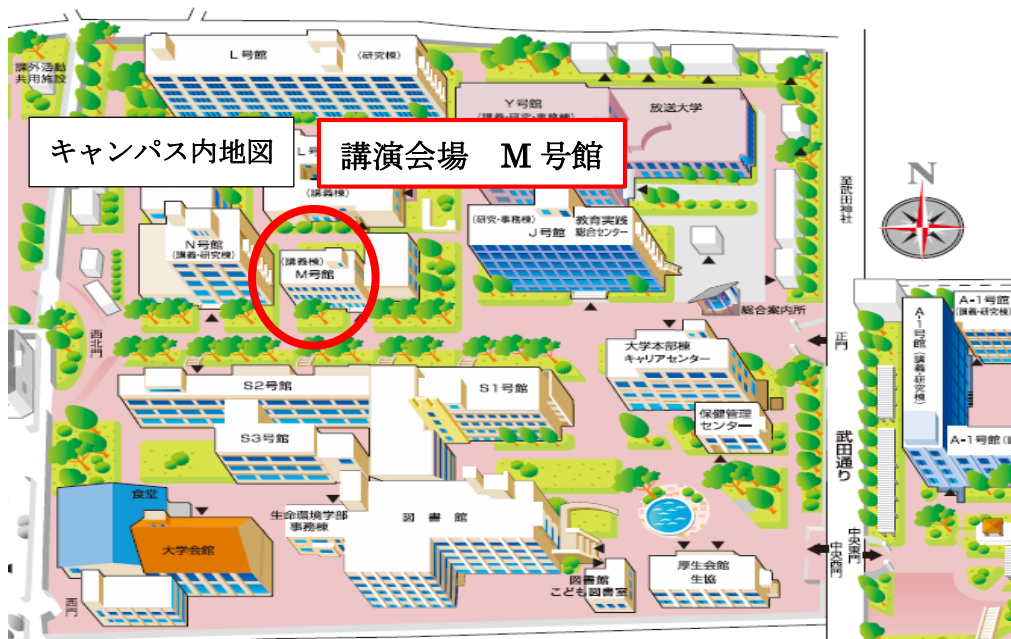 L号館
(研究棟)
課外活動
共用施設
Y号館
(講義・研究・事務棟)
放送大学
キャンパス内地図
講演会場 M号館
L号
(講義棟)
至武田神社
N
(研究・事務棟)
教育実践
総合センター
J号館
N号館
(講義・研究棟)
(講義棟)
M号館
総合案内所
A-1号館
(講義・研究棟)
A-1号館(講義・研究棟)
西北門
正門
大学本部棟
キャリアセンター
S2号館
S1号館
保健管理
センター
S3号館
武田通り
A-1号館(
食堂
大学会館
生命環境学部
事務棟
図書館
中央西門
中央東門
厚生会館
生協
図書館
こども図書室
西門